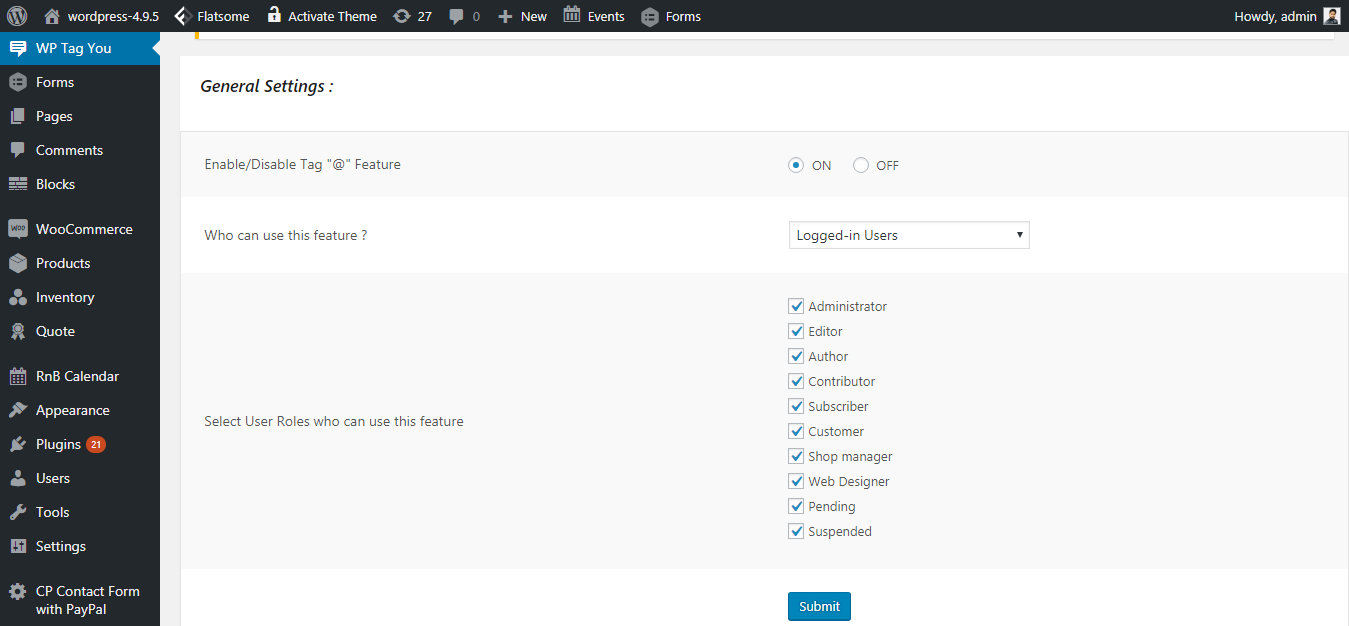 wordpress-4.9.5 Flatsome Activate Theme 27 0 New Events Forms Howdy, admin
WP Tag You
Forms
Pages
Comments
Blocks
WOO WooCommerce
Products
Inventory
Quote
RnB Calendar
Appearance
Plugins 21
Users
Tools
Settings
CP Contact Form
with PayPal
General Settings :
Enable/Disable Tag "@" Feature ON OFF
Who can use this feature ? Logged-in Users
Select User Roles who can use this feature
Administrator
Editor
Author
Contributor
Subscriber
Customer
Shop manager
Web Designer
Pending
Suspended
Submit